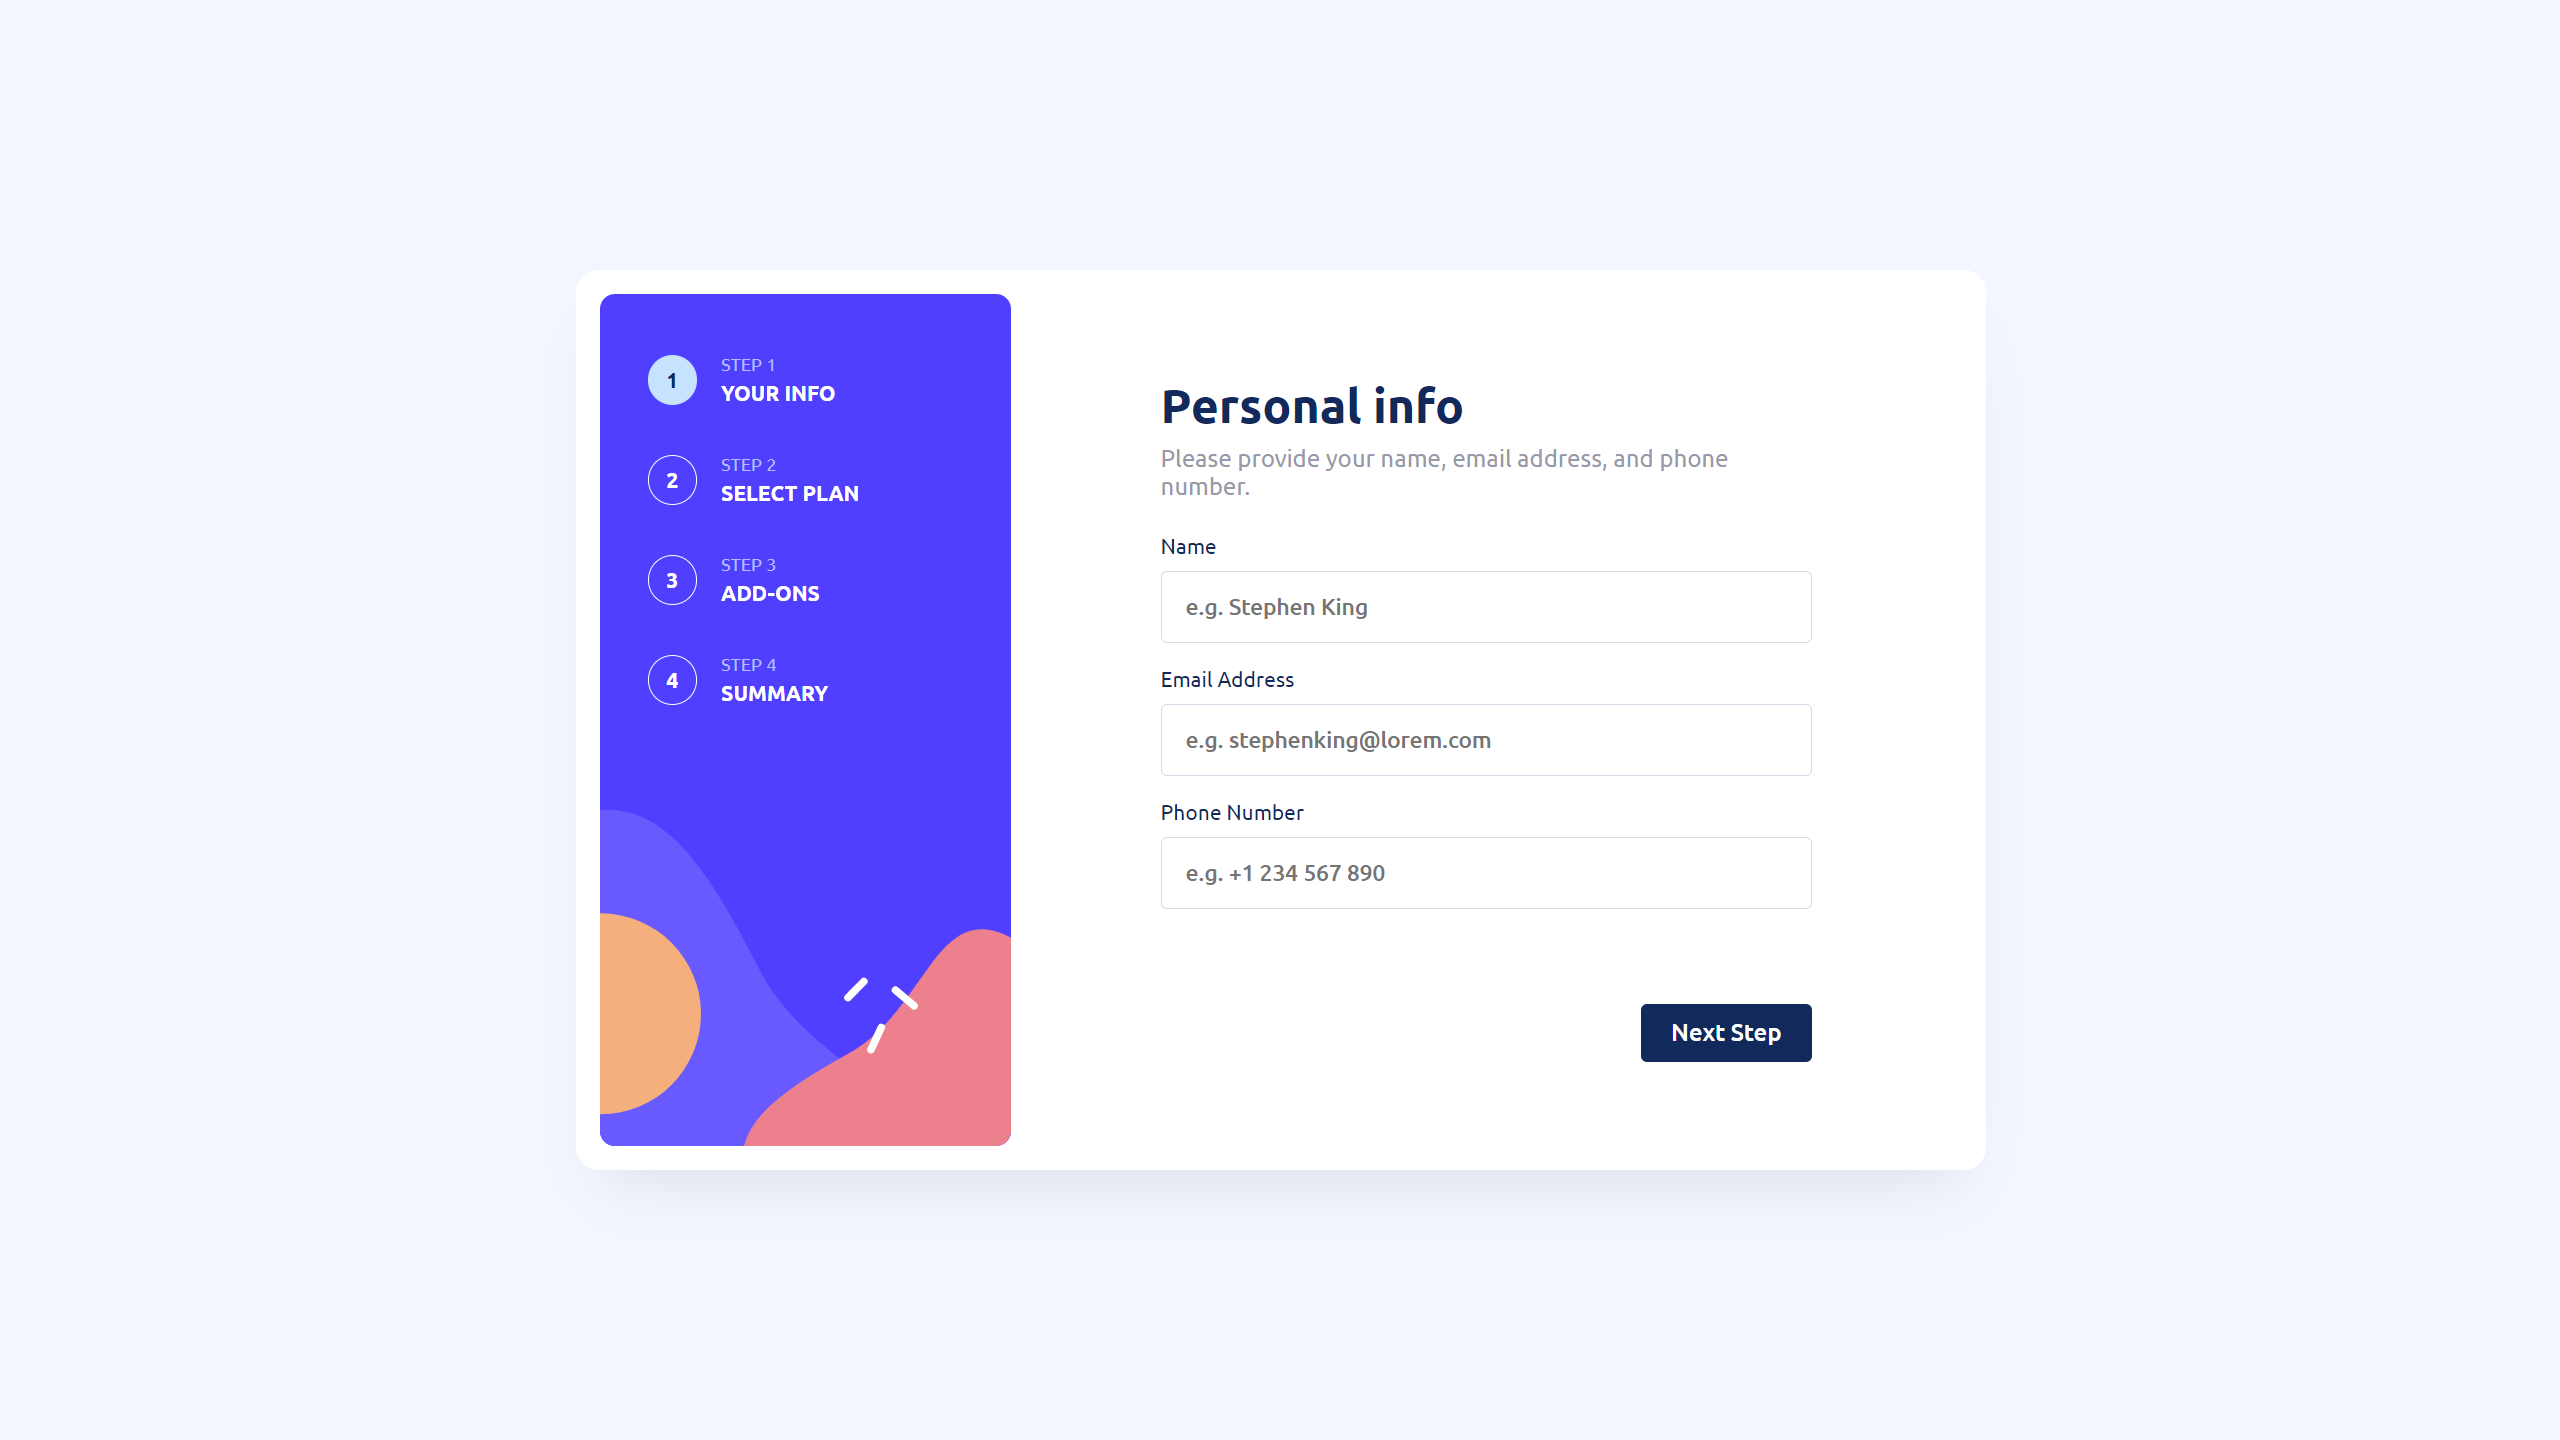 1
STEP 1
YOUR INFO
2
STEP 2
SELECT PLAN
3
STEP 3
ADD-ONS
4
STEP 4
SUMMARY
Personal info
Please provide your name, email address, and phone
number.
Name
e.g. Stephen King
Email Address
e.g. stephenking@lorem.com
Phone Number
e.g. +1 234 567 890
Next Step